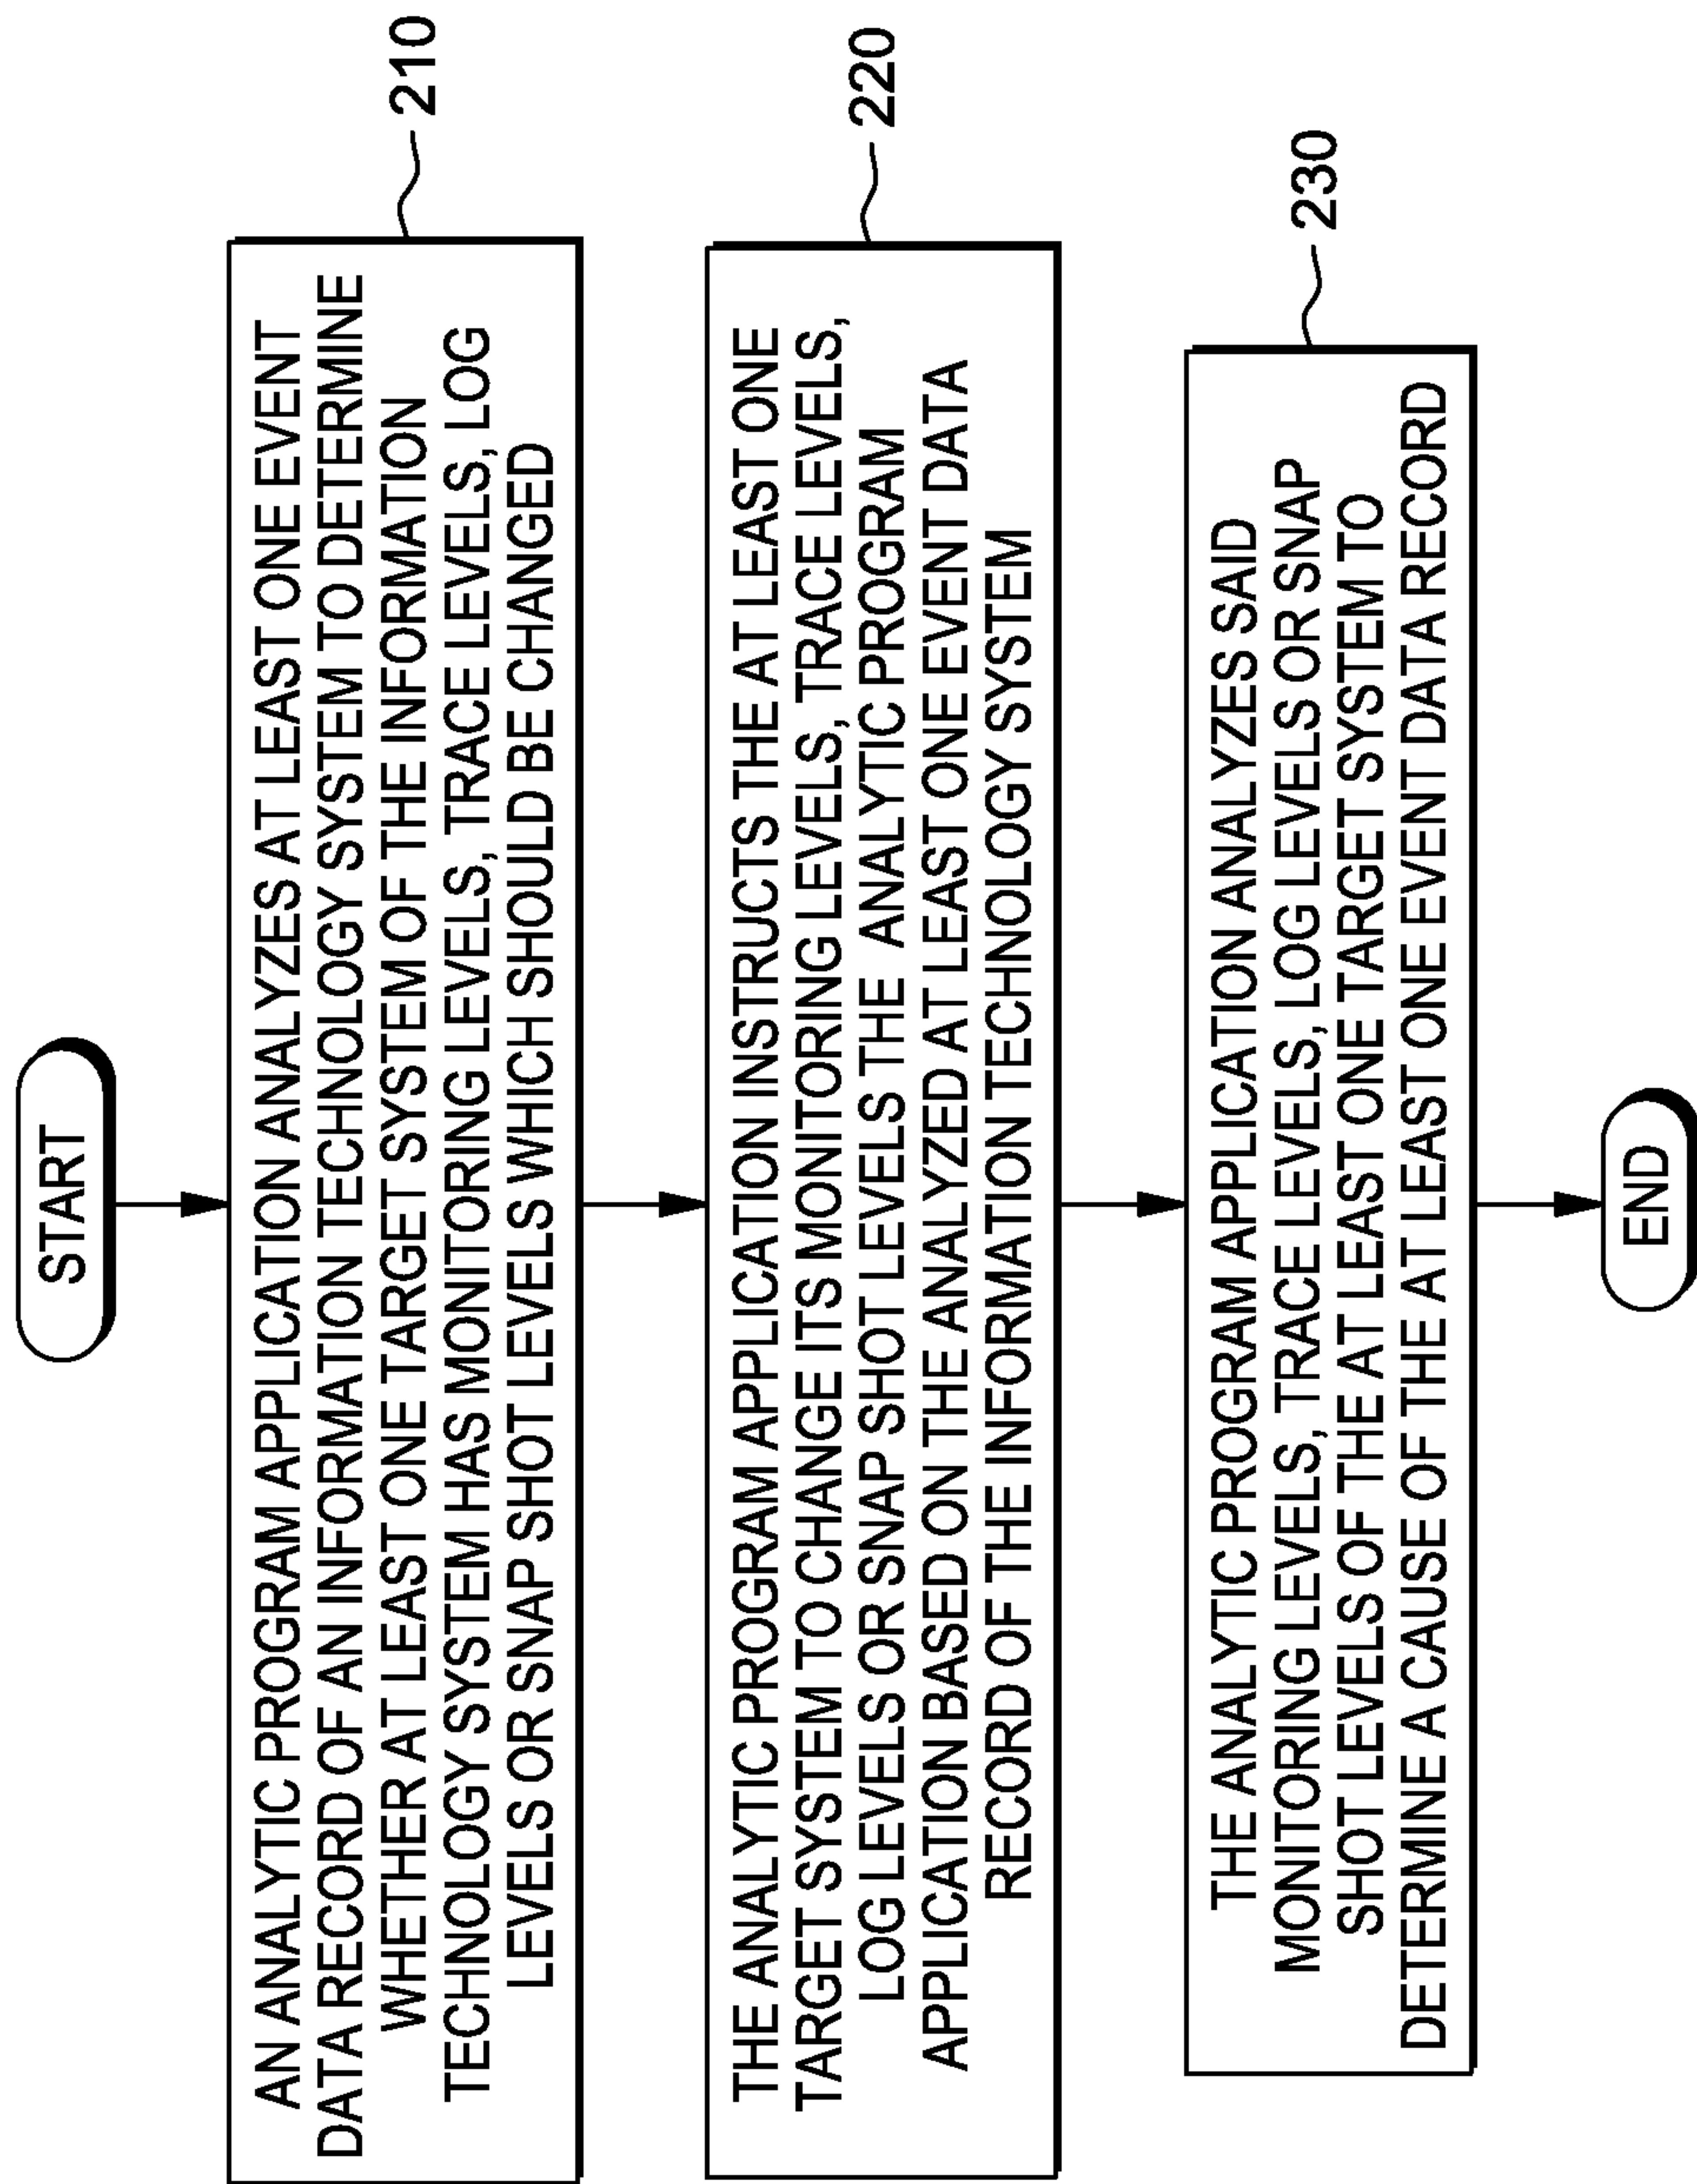 START
AN ANALYTIC PROGRAM APPLICATION ANALYZES AT LEAST ONE EVENT
DATA RECORD OF AN INFORMATION TECHNOLOGY SYSTEM TO DETERMINE
WHETHER AT LEAST ONE TARGET SYSTEM OF THE INFORMATION
TECHNOLOGY SYSTEM HAS MONITORING LEVELS, TRACE LEVELS, LOG
LEVELS OR SNAP SHOT LEVELS WHICH SHOULD BE CHANGED
210
THE ANALYTIC PROGRAM APPLICATION INSTRUCTS THE AT LEAST ONE
TARGET SYSTEM TO CHANGE ITS MONITORING LEVELS, TRACE LEVELS,
LOG LEVELS OR SNAP SHOT LEVELS THE ANALYTIC PROGRAM
APPLICATION BASED ON THE ANALYZED AT LEAST ONE EVENT DATA
RECORD OF THE INFORMATION TECHNOLOGY SYSTEM
220
THE ANALYTIC PROGRAM APPLICATION ANALYZES SAID
MONITORING LEVELS, TRACE LEVELS, LOG LEVELS OR SNAP
SHOT LEVELS OF THE AT LEAST ONE TARGET SYSTEM TO
DETERMINE A CAUSE OF THE AT LEAST ONE EVENT DATA RECORD
230
END